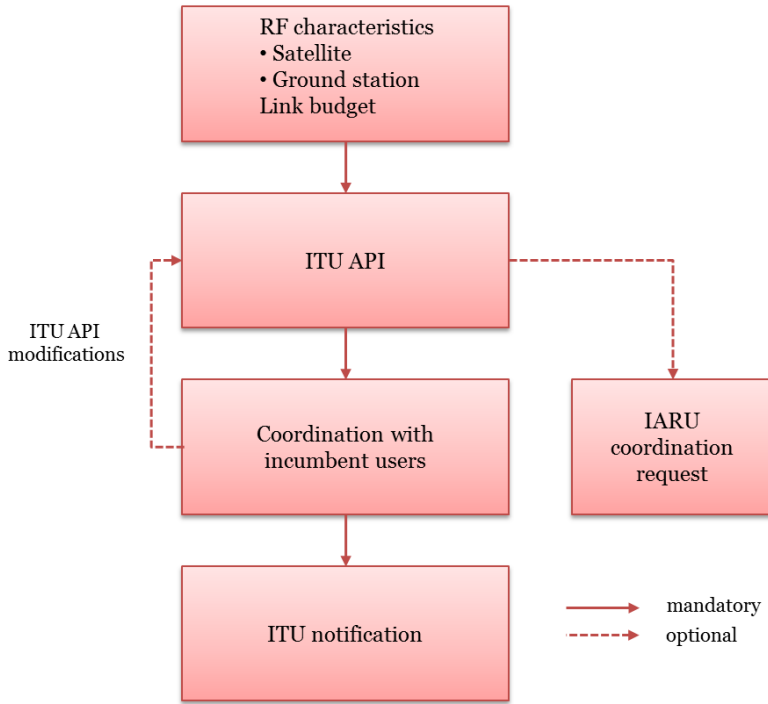 RF characteristics
• Satellite
• Ground station
Link budget
ITU API
ITU API
modifications
Coordination with
incumbent users
IARU
coordination
request
ITU notification
mandatory
optional